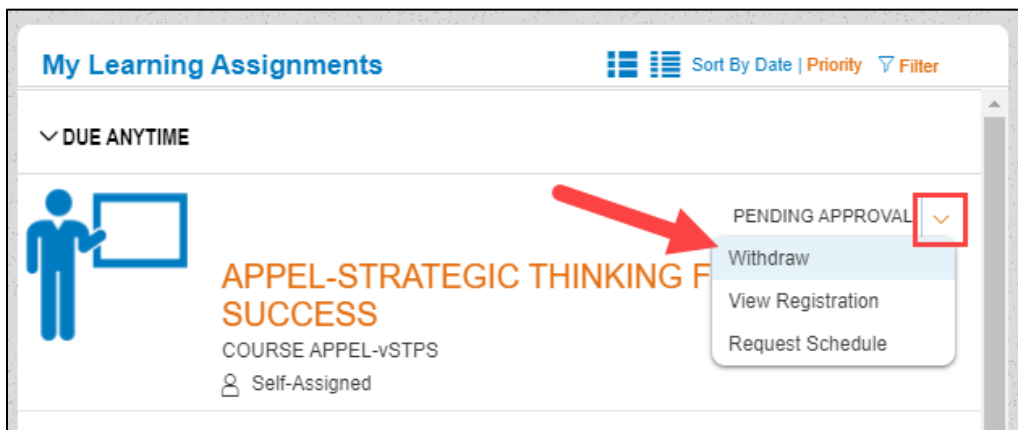 My Learning Assignments
Sort By Date | Priority Filter
DUE ANYTIME
PENDING APPROVAL
Withdraw
View Registration
Request Schedule
APPEL-STRATEGIC THINKING F
SUCCESS
COURSE APPEL-vSTPS
Self-Assigned